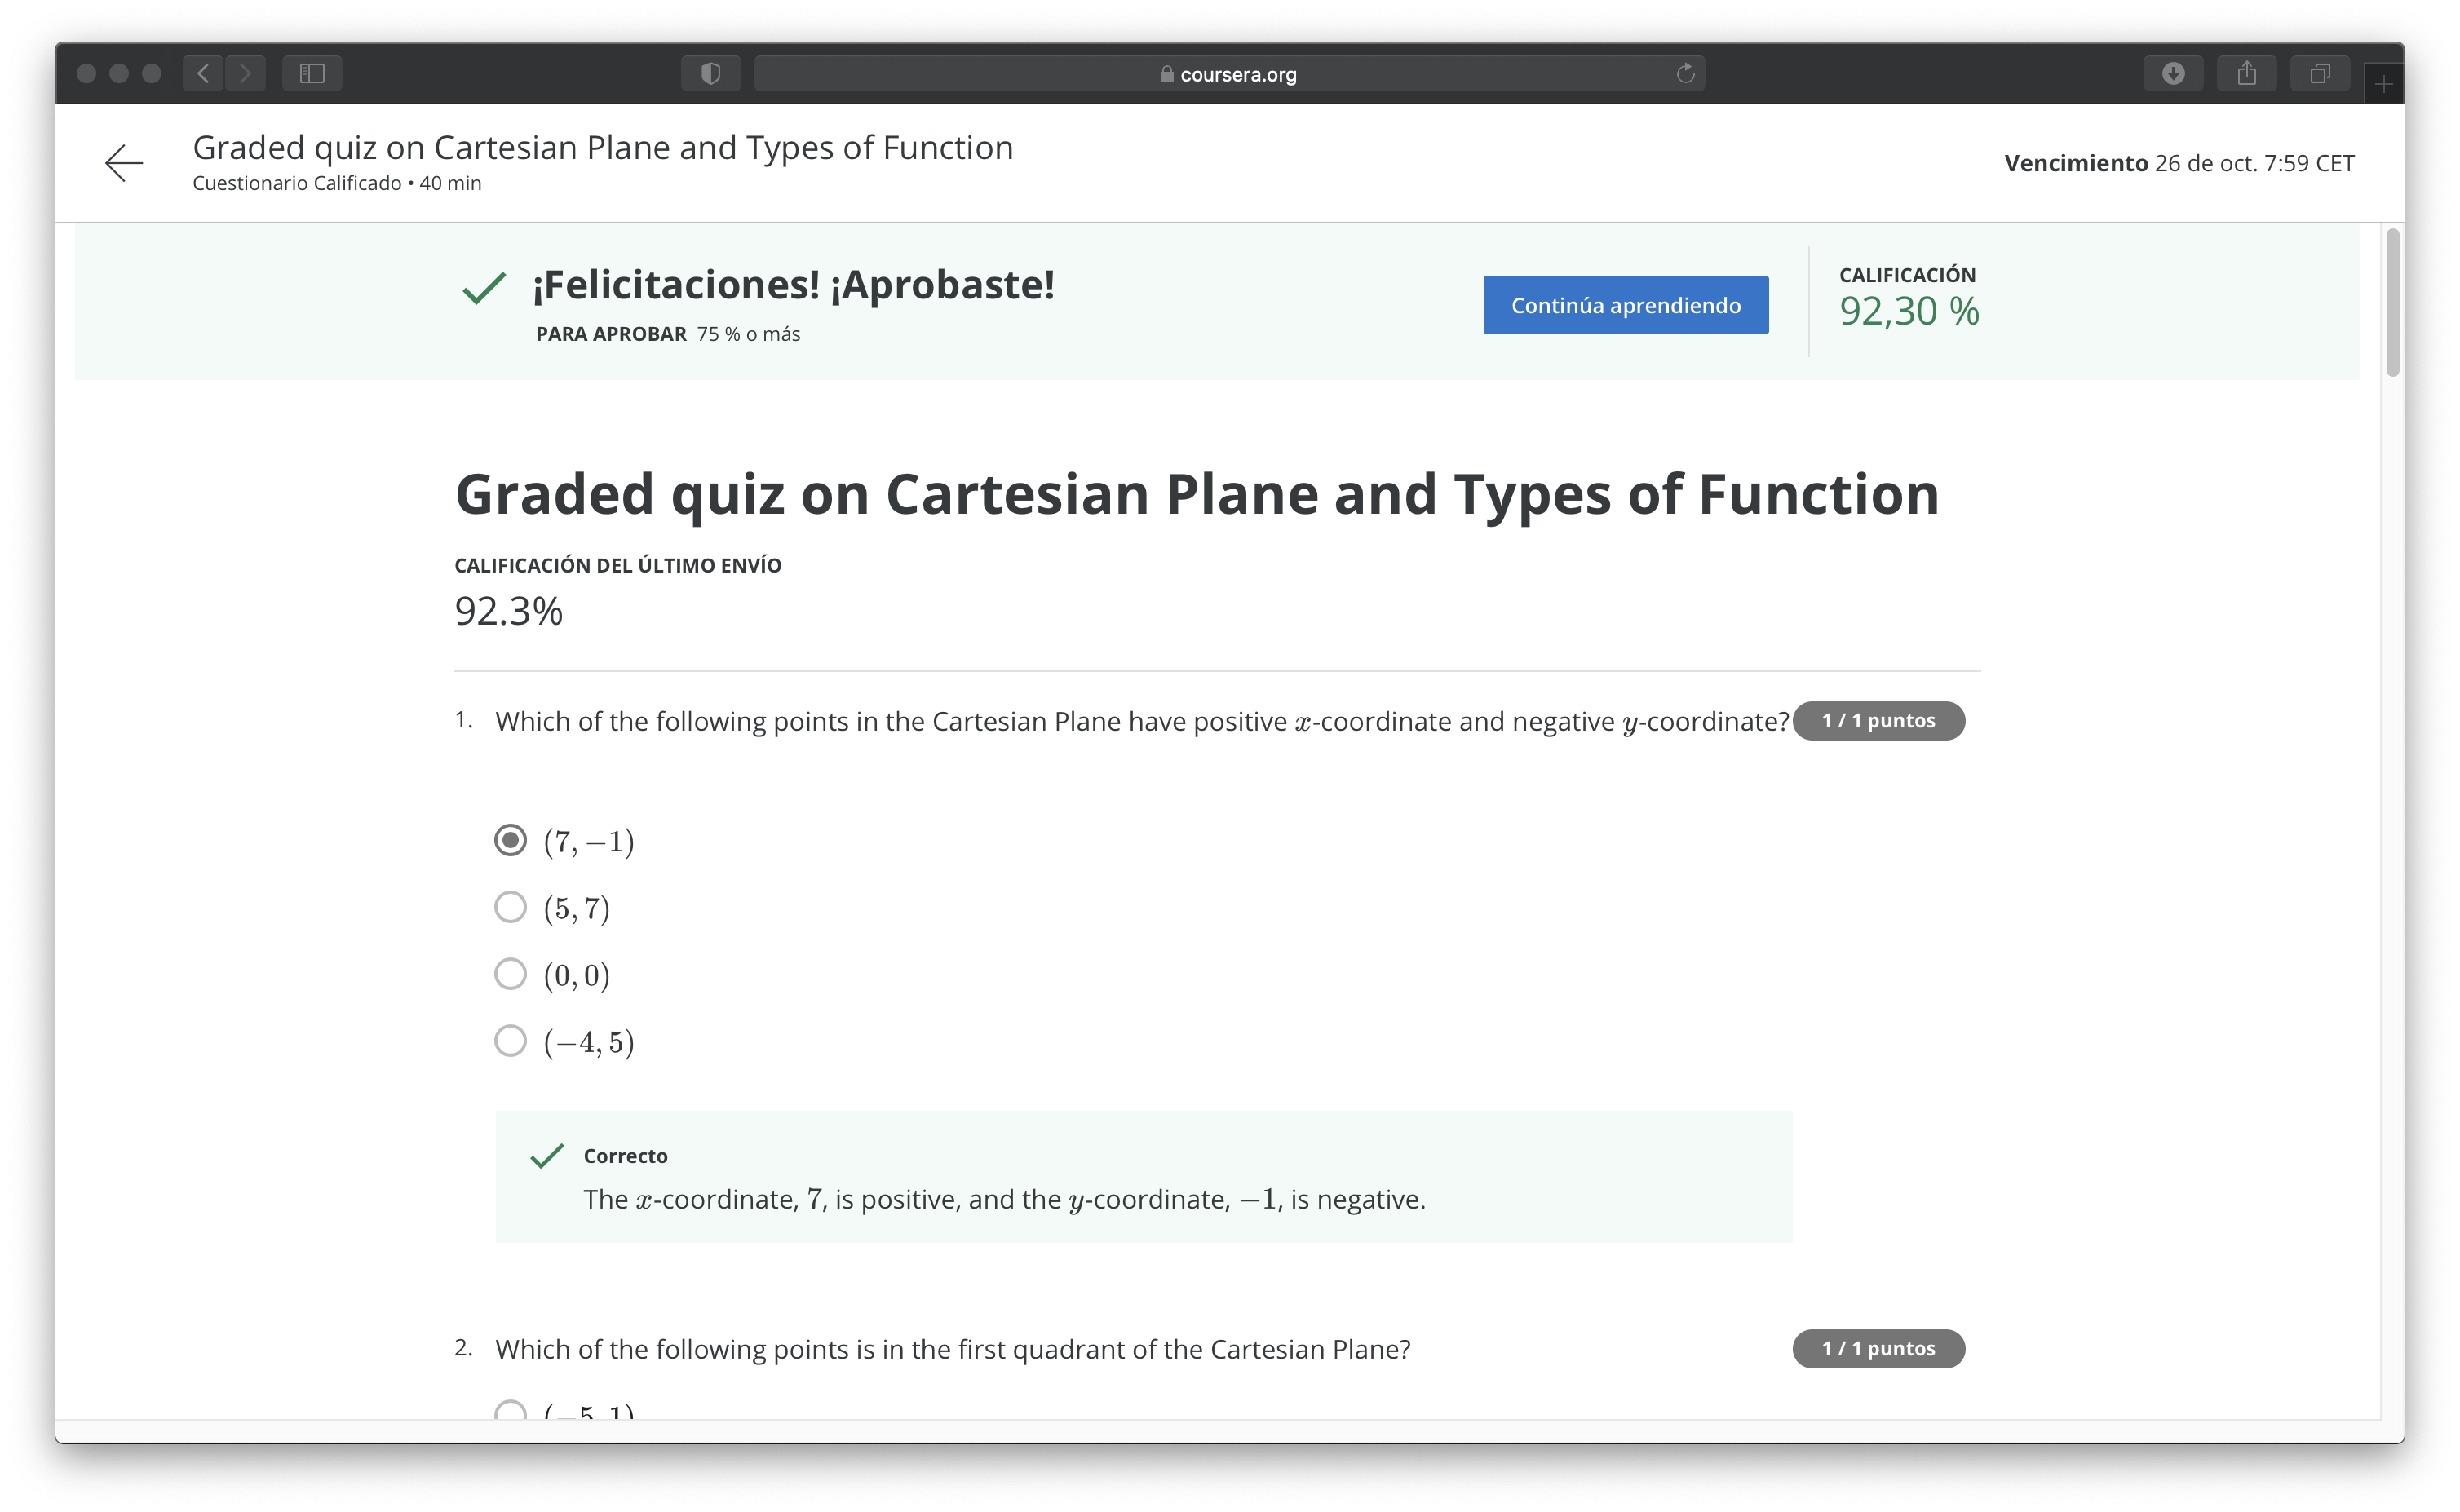 coursera.org
Graded quiz on Cartesian Plane and Types of Function
Cuestionario Calificado • 40 min
Vencimiento 26 de oct. 7:59 CET
¡Felicitaciones! ¡Aprobaste!
PARA APROBAR 75 % o más
Continúa aprendiendo
CALIFICACIÓN
92,30 %
Graded quiz on Cartesian Plane and Types of Function
CALIFICACIÓN DEL ÚLTIMO ENVÍO
92.3%
1. Which of the following points in the Cartesian Plane have positive x-coordinate and negative y-coordinate? 1 / 1 puntos
(7, −1)
(5, 7)
(0, 0)
(−4, 5)
Correcto
The x-coordinate, 7, is positive, and the y-coordinate, −1, is negative.
2. Which of the following points is in the first quadrant of the Cartesian Plane? 1 / 1 puntos
(−5, 1)